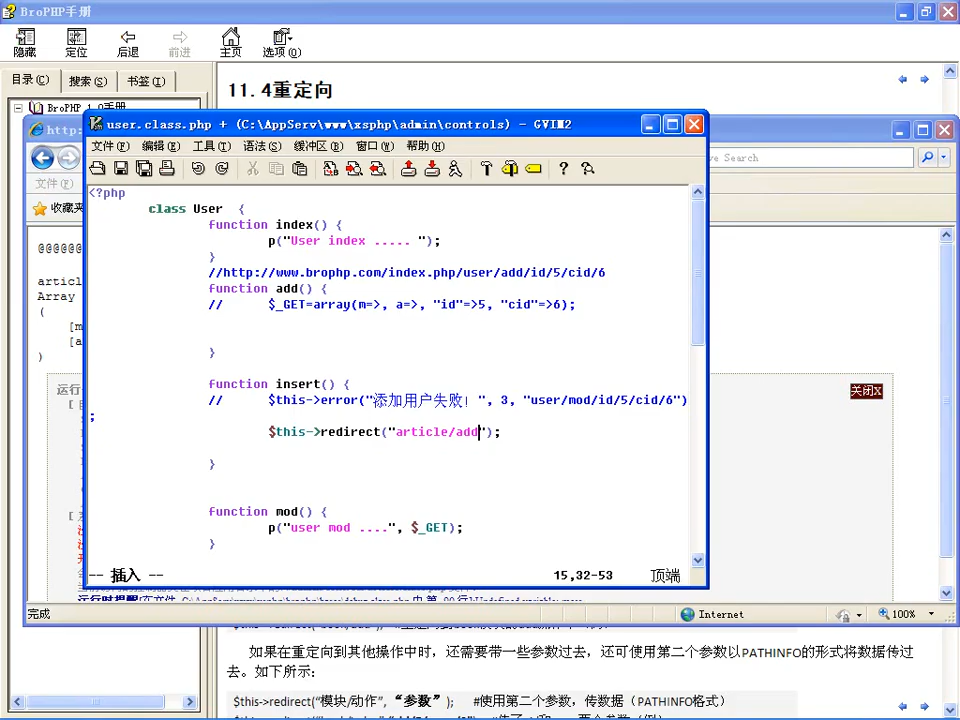 BroPHP手册
隐藏 定位 后退 前进 主页 选项(O)
目录(C) 搜索(S) 书签(I)
BroPHP 1.0手册
11.4重定向
http:
Search
文件(F)
收藏夹
user.class.php + (C:\AppServ\www\xsphp\admin\controls) - GVIM2
文件(F) 编辑(E) 工具(T) 语法(S) 缓冲区(B) 窗口(W) 帮助(H)
<?php
class User {
function index() {
p("User index ..... ");
}
//http://www.brophp.com/index.php/user/add/id/5/cid/6
function add() {
// $_GET=array(m=>, a=>, "id"=>5, "cid"=>6);
}
function insert() {
// $this->error("添加用户失败!", 3, "user/mod/id/5/cid/6")
;
$this->redirect("article/add");
}
function mod() {
p("user mod ....", $_GET);
}
-- 插入 --
15,32-53 顶端
@@@@@@
articl
Array
(
[m
[a
)
运行
关闭X
完成
Internet
100%
如果在重定向到其他操作中时，还需要带一些参数过去，还可使用第二个参数以PATHINFO的形式将数据传过
去。如下所示：
$this->redirect(“模块/动作”, “参数”); #使用第二个参数，传数据（PATHINFO格式）